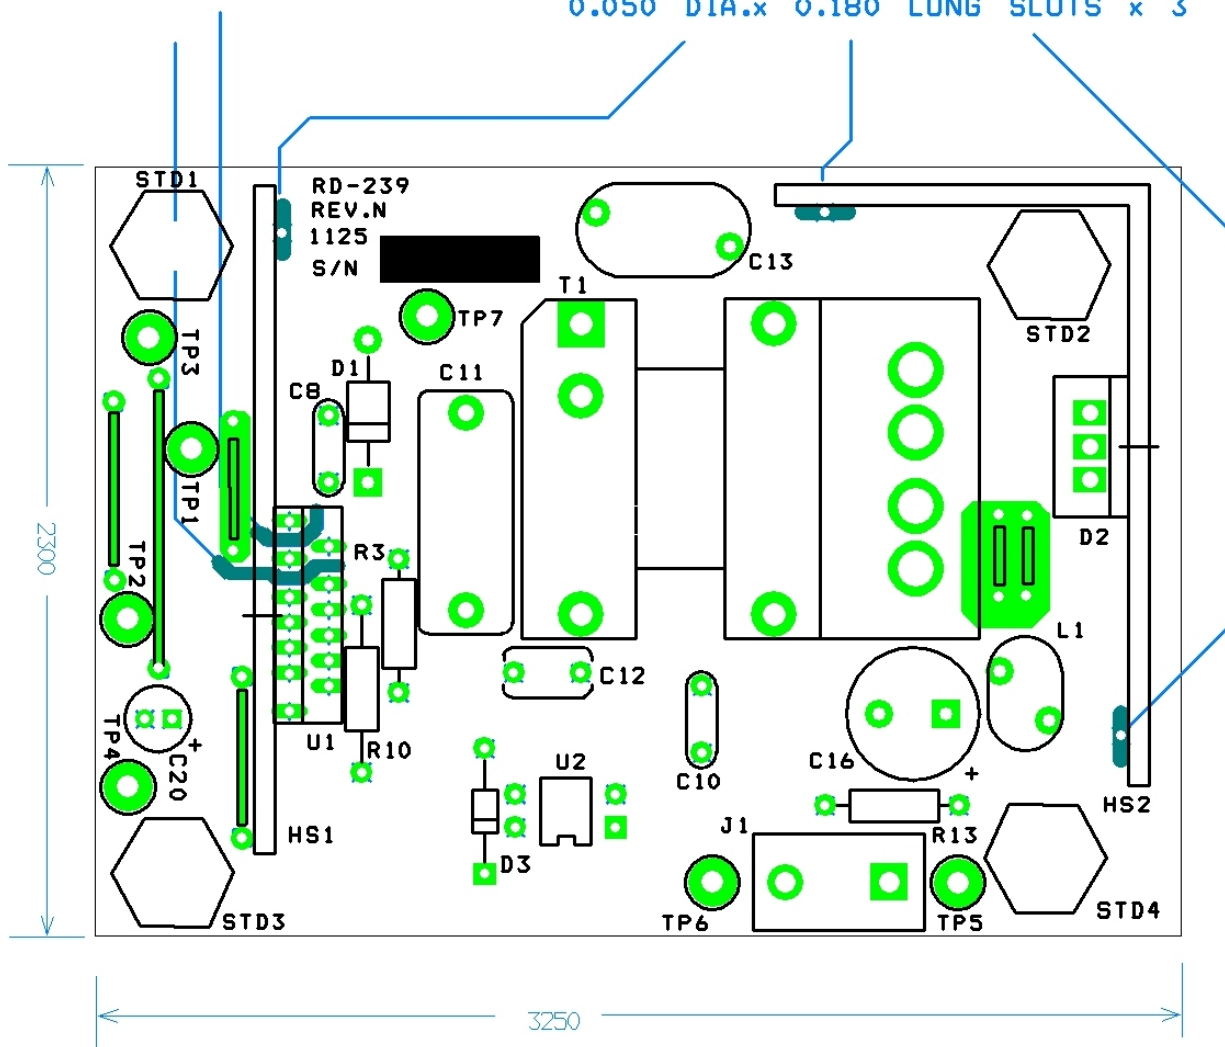 0.050 DIA.x 0.180 LONG SLOTS x 3
STD1
RD-239
REV.N
1125
S/N
C13
STD2
T1
TP7
TP3
D1
C11
C8
TP1
D2
R3
TP2
2300
L1
C12
TP4
C20
+
U1
R10
U2
C10
C16
+
HS2
HS1
J1
R13
D3
STD3
TP6
TP5
STD4
3250